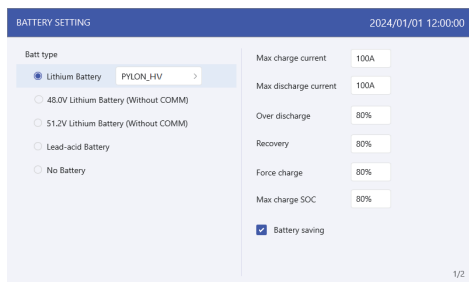 BATTERY SETTING
2024/01/01 12:00:00
Batt type
Lithium Battery PYLON_HV >
48.0V Lithium Battery (Without COMM)
51.2V Lithium Battery (Without COMM)
Lead-acid Battery
No Battery
Max charge current 100A
Max discharge current 100A
Over discharge 80%
Recovery 80%
Force charge 80%
Max charge SOC 80%
Battery saving
1/2